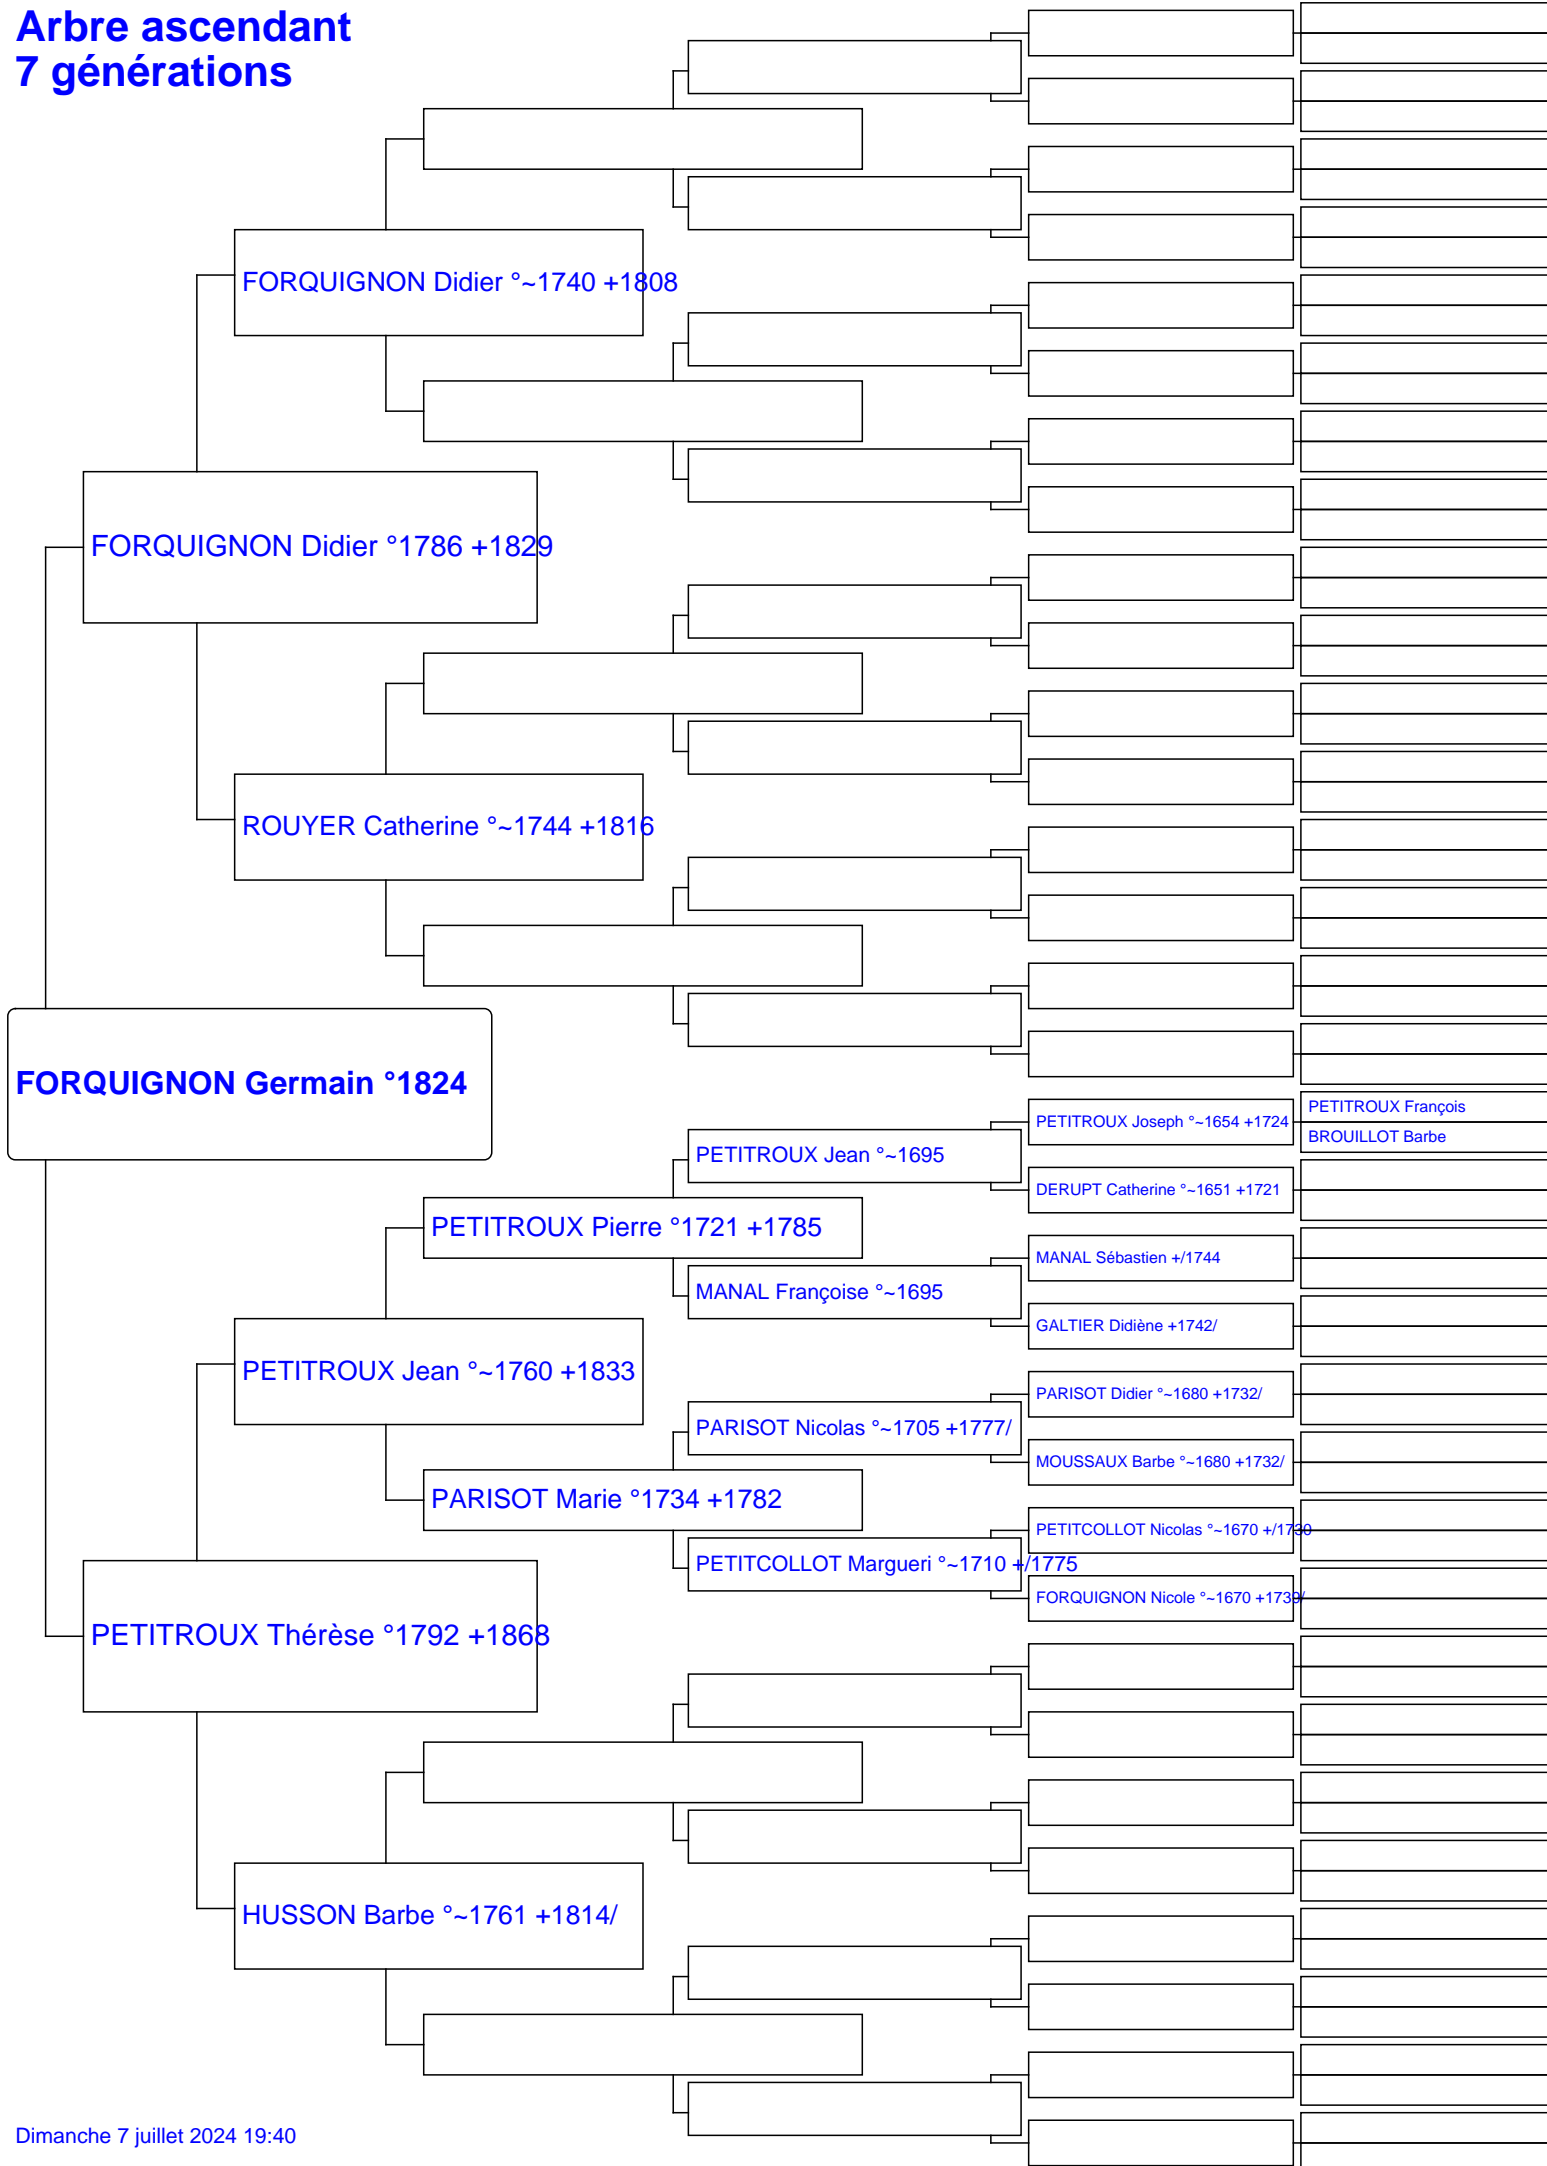 Arbre ascendant
7 générations
FORQUIGNON Didier °~1740 +1808
FORQUIGNON Didier °1786 +1829
ROUYER Catherine °~1744 +1816
FORQUIGNON Germain °1824
PETITROUX François
PETITROUX Joseph °~1654 +1724
BROUILLOT Barbe
PETITROUX Jean °~1695
DERUPT Catherine °~1651 +1721
PETITROUX Pierre °1721 +1785
MANAL Sébastien +/1744
MANAL Françoise °~1695
GALTIER Didiène +1742/
PETITROUX Jean °~1760 +1833
PARISOT Didier °~1680 +1732/
PARISOT Nicolas °~1705 +1777/
MOUSSAUX Barbe °~1680 +1732/
PARISOT Marie °1734 +1782
PETITCOLLOT Nicolas °~1670 +/1730
PETITCOLLOT Margueri °~1710 +/1775
FORQUIGNON Nicole °~1670 +1739/
PETITROUX Thérèse °1792 +1868
HUSSON Barbe °~1761 +1814/
Dimanche 7 juillet 2024 19:40